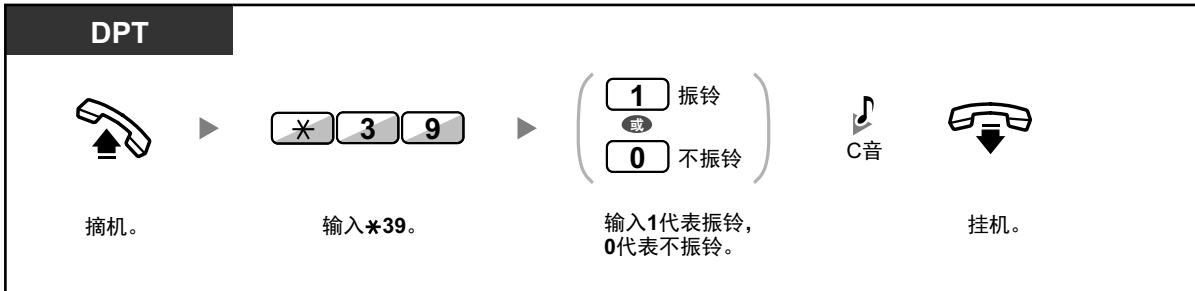 DPT
1 振铃
或
0 不振铃
* 3 9
C音
摘机。
输入*39。
输入1代表振铃，
0代表不振铃。
挂机。